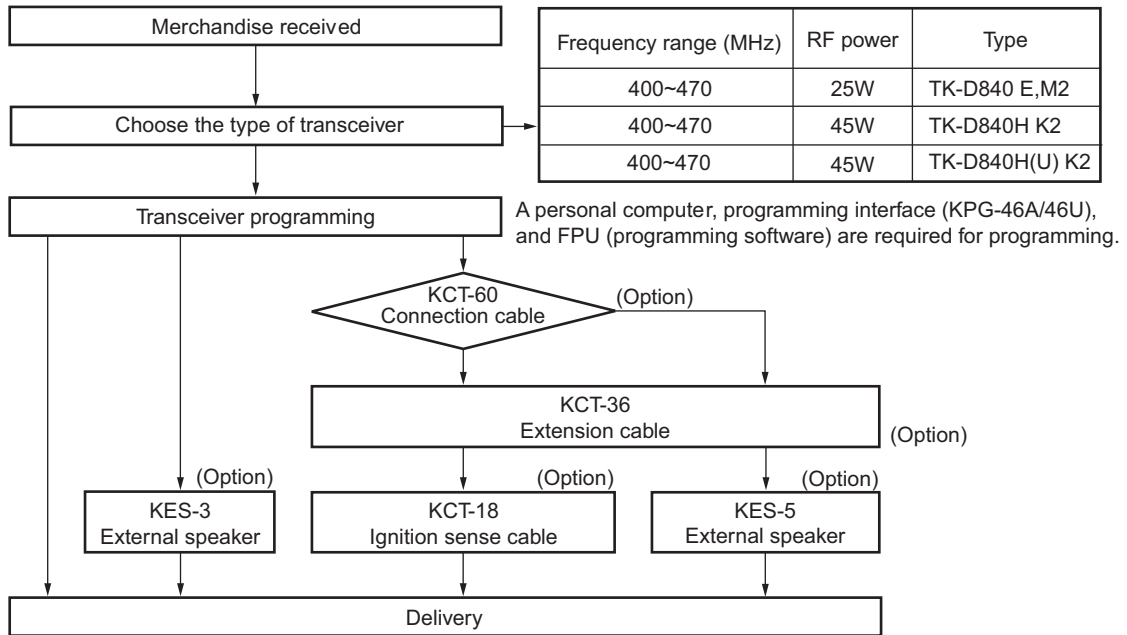 Merchandise received
Choose the type of transceiver
Frequency range (MHz) RF power Type
400~470 25W TK-D840 E,M2
400~470 45W TK-D840H K2
400~470 45W TK-D840H(U) K2
Transceiver programming
A personal computer, programming interface (KPG-46A/46U),
and FPU (programming software) are required for programming.
KCT-60
Connection cable
(Option)
KCT-36
Extension cable
(Option)
(Option)
KES-3
External speaker
(Option)
KCT-18
Ignition sense cable
(Option)
KES-5
External speaker
Delivery